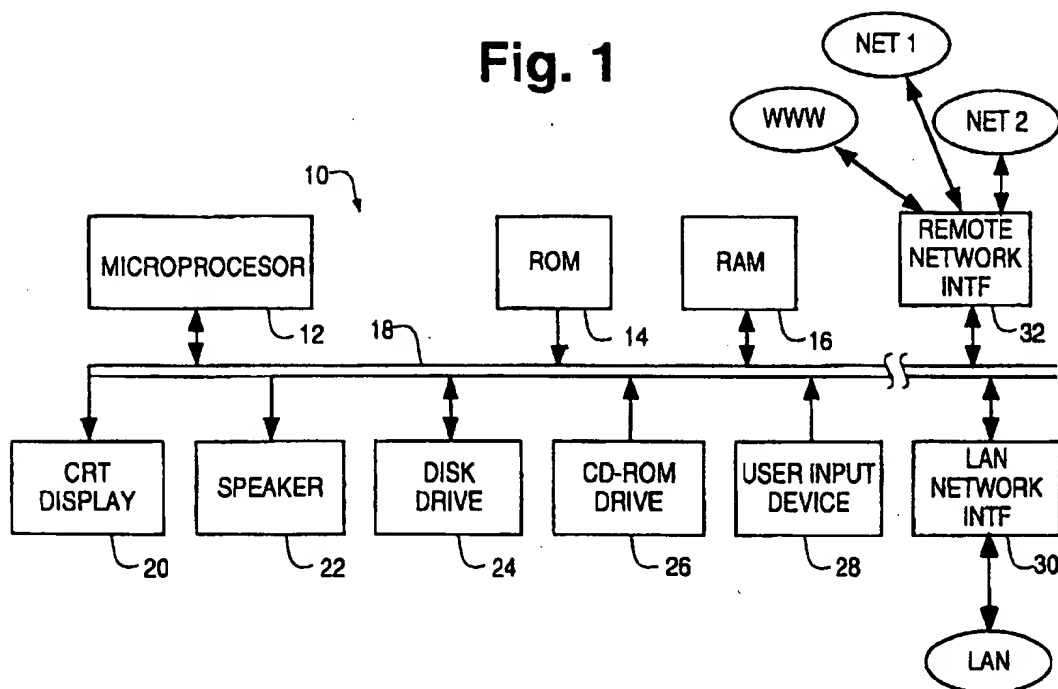 Fig. 1
NET 1
WWW
NET 2
10
MICROPROCESOR
ROM
RAM
REMOTE
NETWORK
INTF
12
18
14
16
32
CRT
DISPLAY
SPEAKER
DISK
DRIVE
CD-ROM
DRIVE
USER INPUT
DEVICE
LAN
NETWORK
INTF
20
22
24
26
28
30
LAN